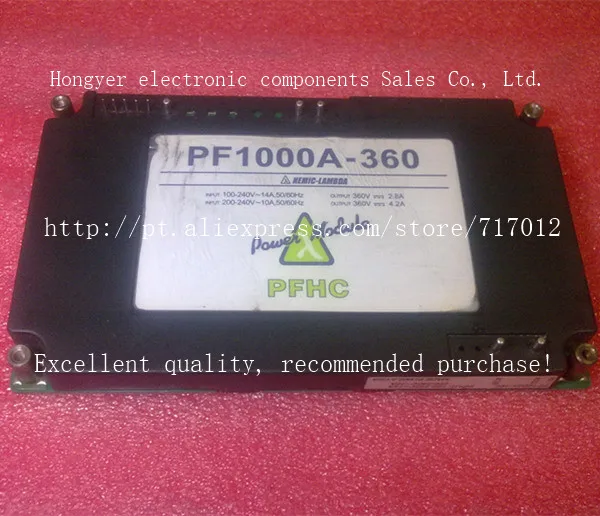 Hongyer electronic components Sales Co., Ltd.
PF1000A-360
NEMIC-LAMBDA
INPUT: 100-240V~14A,50/60Hz OUTPUT: 360V 2.8A
INPUT: 200-240V~10A,50/60Hz OUTPUT: 360V 4.2A
http://pt.aliexpress.com/store/717012
Power Module
PFHC
Excellent quality, recommended purchase!